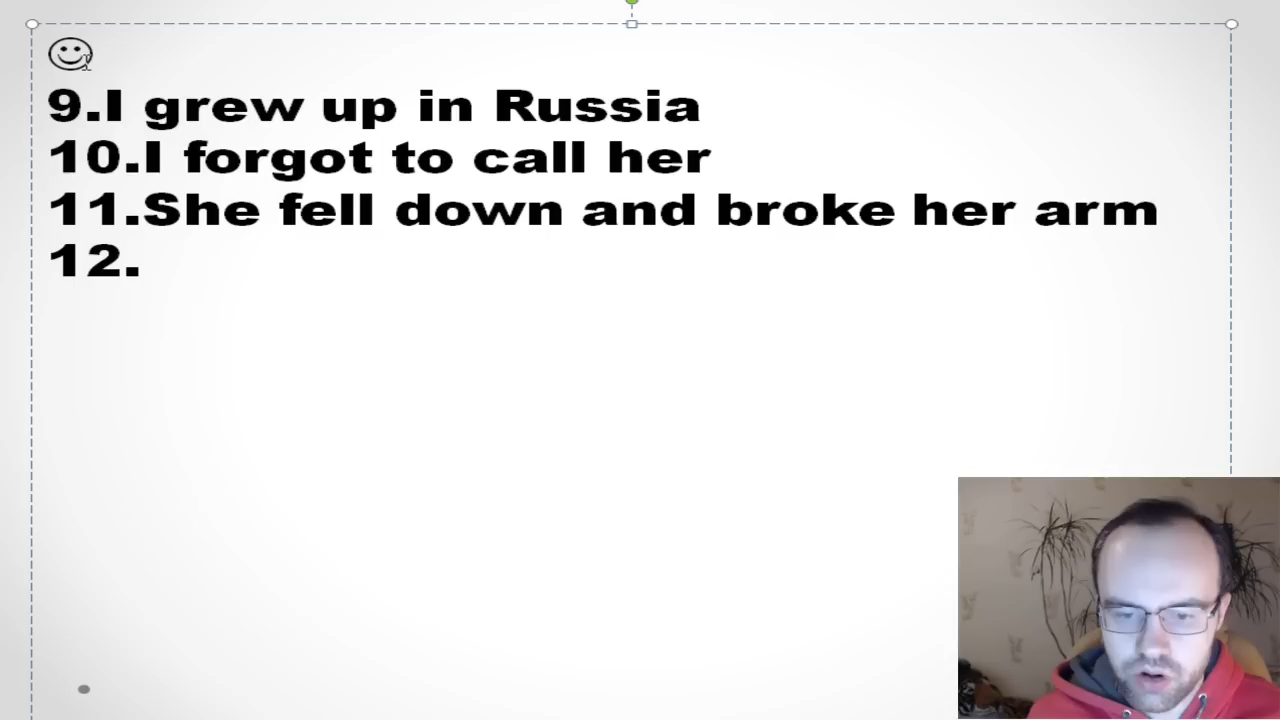 9.I grew up in Russia
10.I forgot to call her
11.She fell down and broke her arm
12.